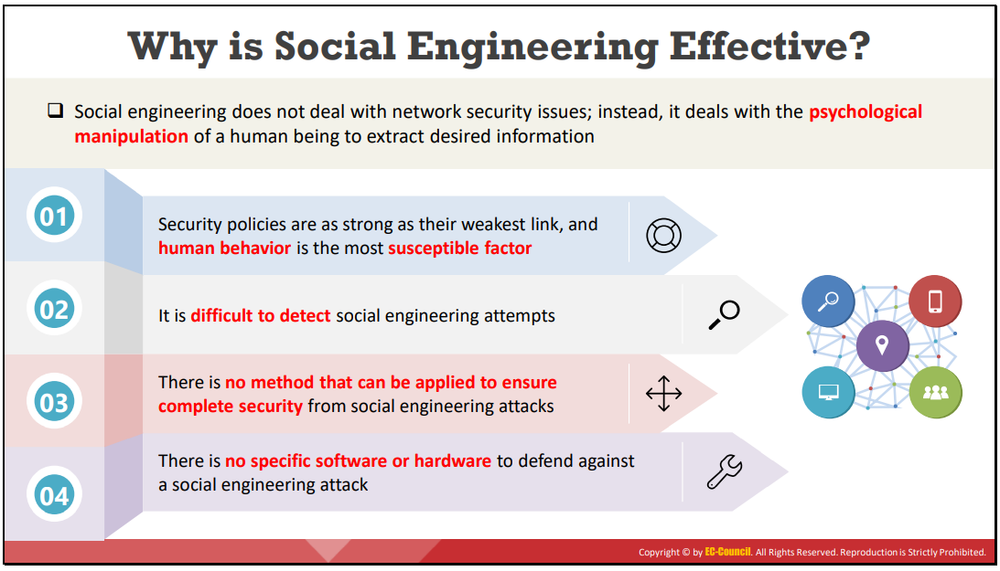 Why is Social Engineering Effective?
Social engineering does not deal with network security issues; instead, it deals with the psychological
manipulation of a human being to extract desired information
01
Security policies are as strong as their weakest link, and
human behavior is the most susceptible factor
02
It is difficult to detect social engineering attempts
03
There is no method that can be applied to ensure
complete security from social engineering attacks
04
There is no specific software or hardware to defend against
a social engineering attack
Copyright © by EC-Council. All Rights Reserved. Reproduction is Strictly Prohibited.